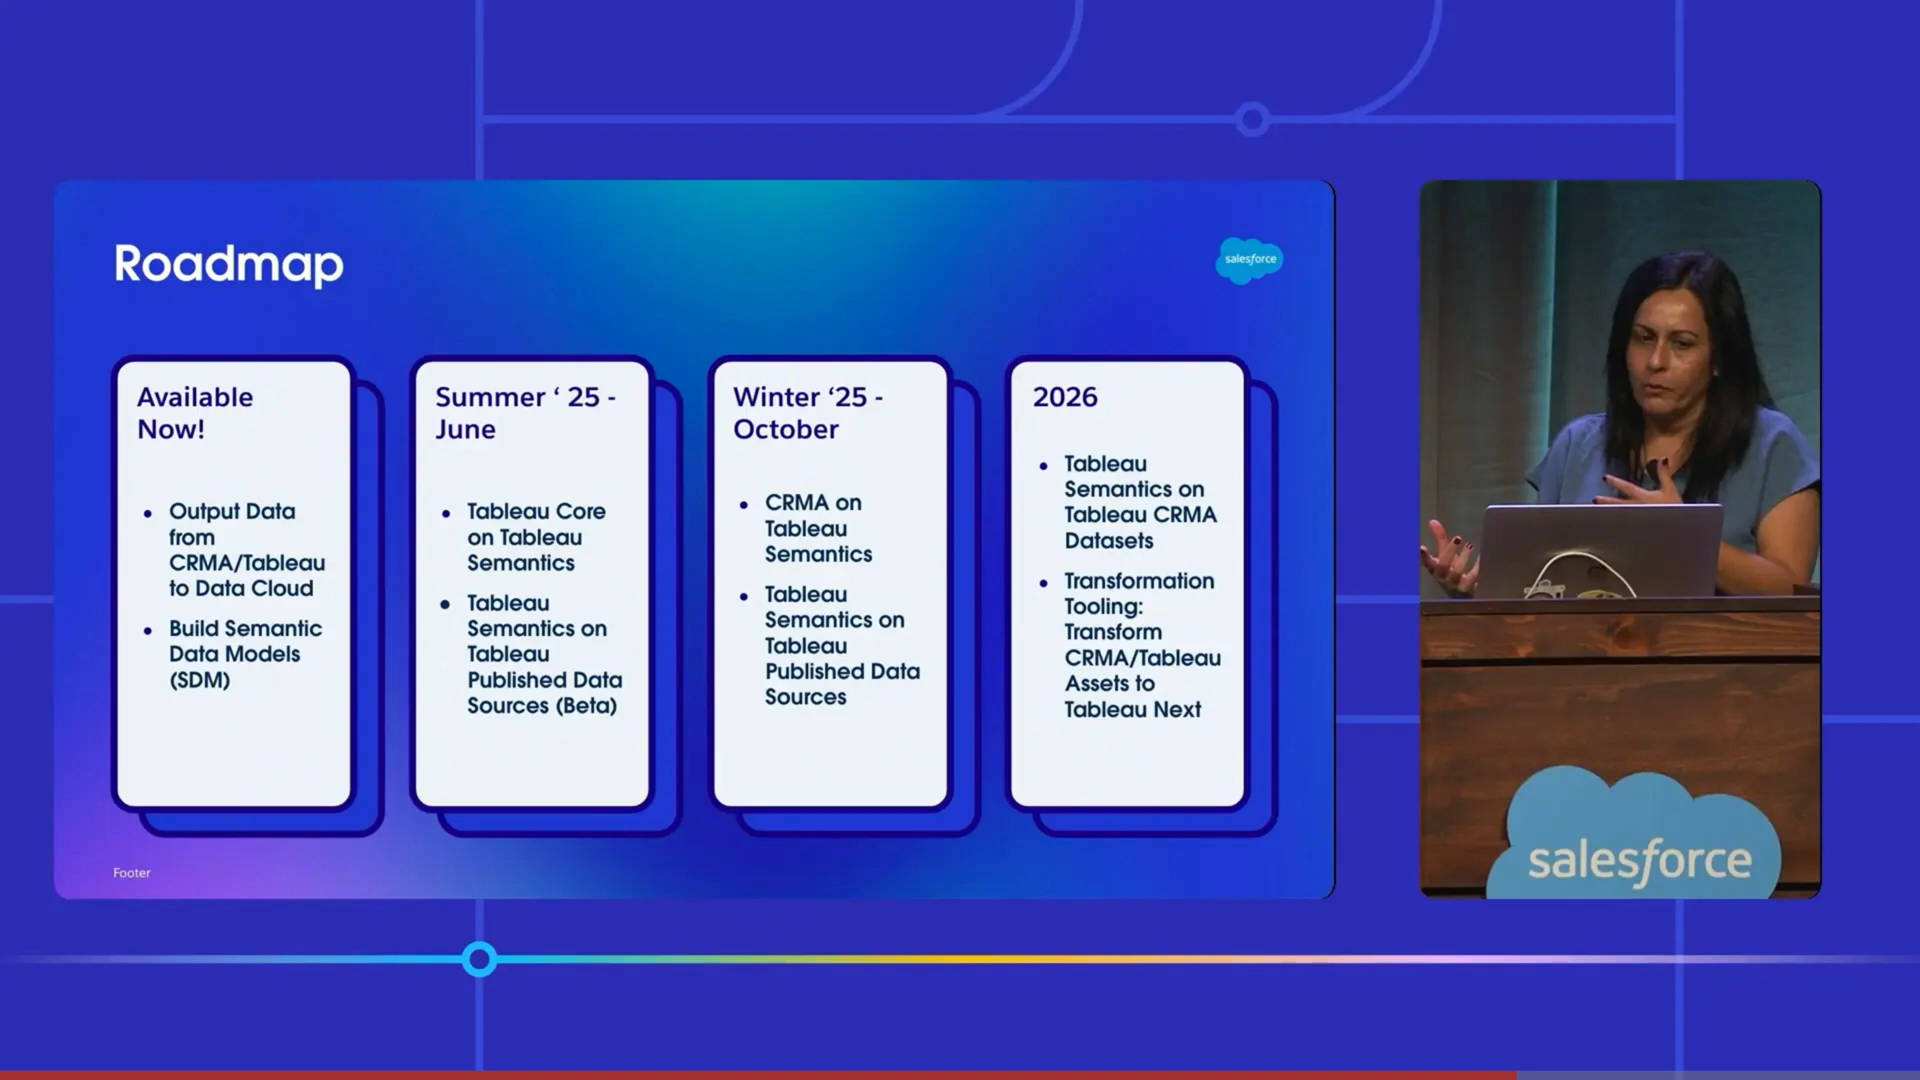 Roadmap
salesforce
Available
Now!
• Output Data
from
CRMA/Tableau
to Data Cloud
• Build Semantic
Data Models
(SDM)
Summer ‘ 25 -
June
• Tableau Core
on Tableau
Semantics
• Tableau
Semantics on
Tableau
Published Data
Sources (Beta)
Winter ‘25 -
October
• CRMA on
Tableau
Semantics
• Tableau
Semantics on
Tableau
Published Data
Sources
2026
• Tableau
Semantics on
Tableau CRMA
Datasets
• Transformation
Tooling:
Transform
CRMA/Tableau
Assets to
Tableau Next
Footer
salesforce